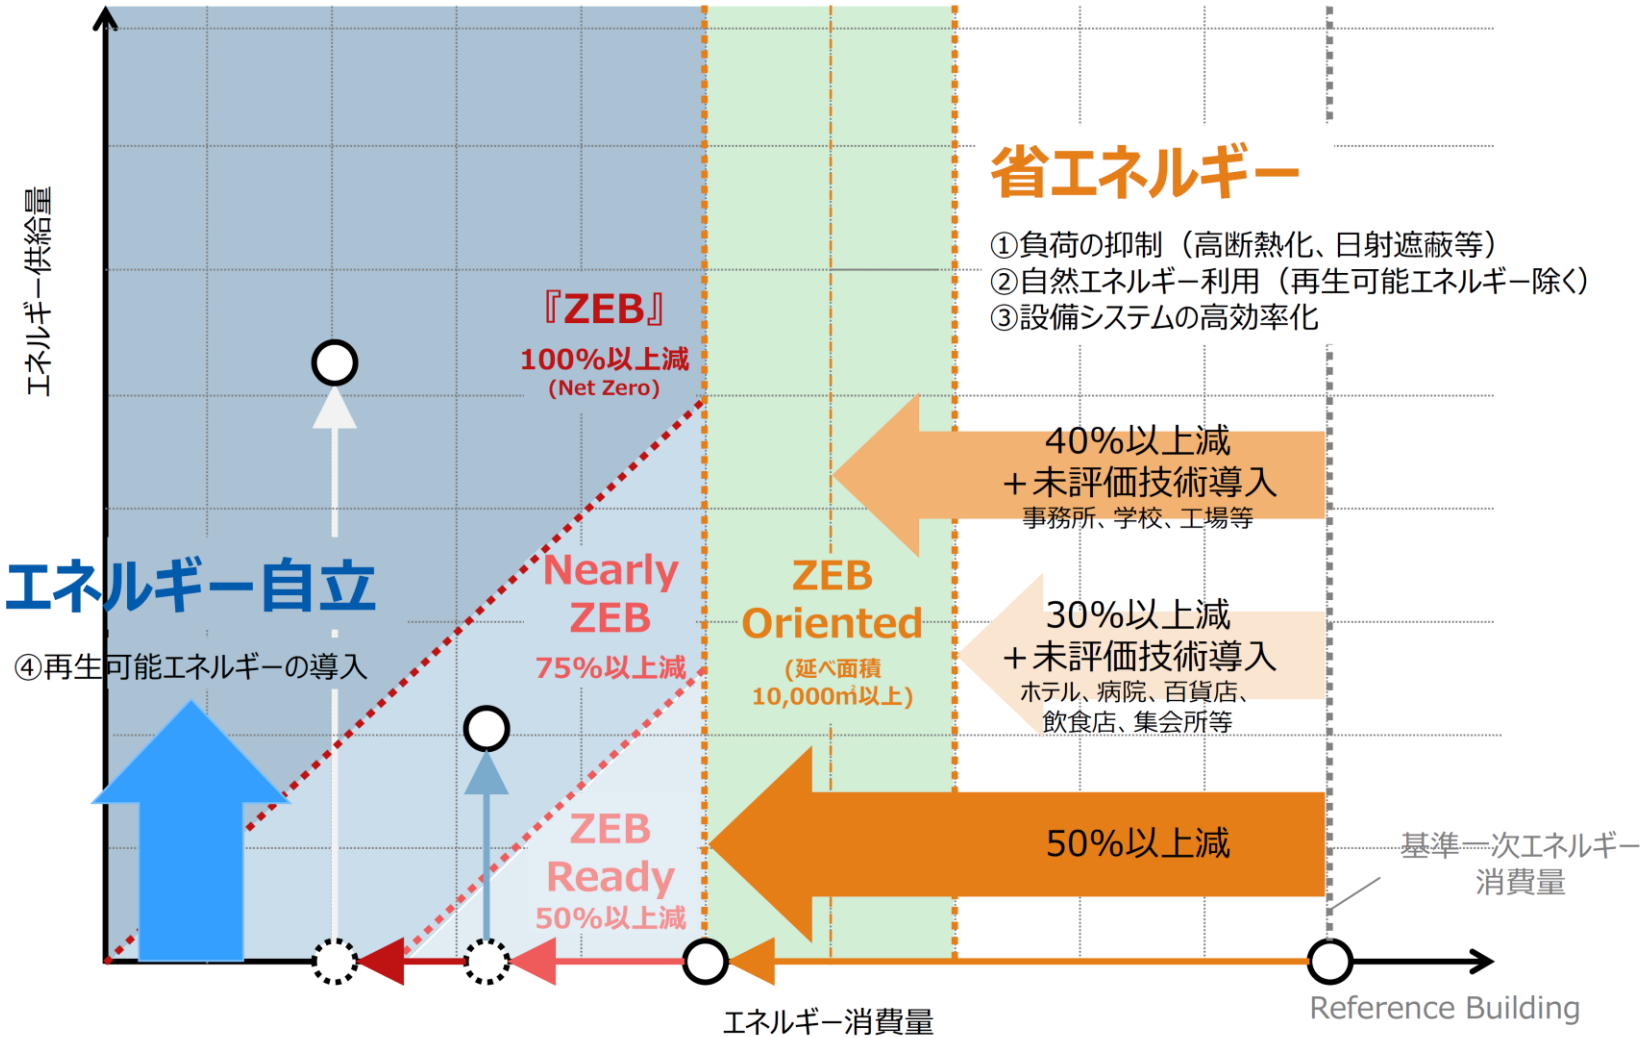 エネルギー供給量
省エネルギー
①負荷の抑制（高断熱化、日射遮蔽等）
②自然エネルギー利用（再生可能エネルギー除く）
③設備システムの高効率化
『ZEB』
100%以上減
(Net Zero)
40%以上減
＋未評価技術導入
事務所、学校、工場等
エネルギー自立
④再生可能エネルギーの導入
Nearly
ZEB
75%以上減
ZEB
Oriented
(延べ面積
10,000㎡以上)
30%以上減
＋未評価技術導入
ホテル、病院、百貨店、
飲食店、集会所等
ZEB
Ready
50%以上減
50%以上減
基準一次エネルギー
消費量
エネルギー消費量
Reference Building